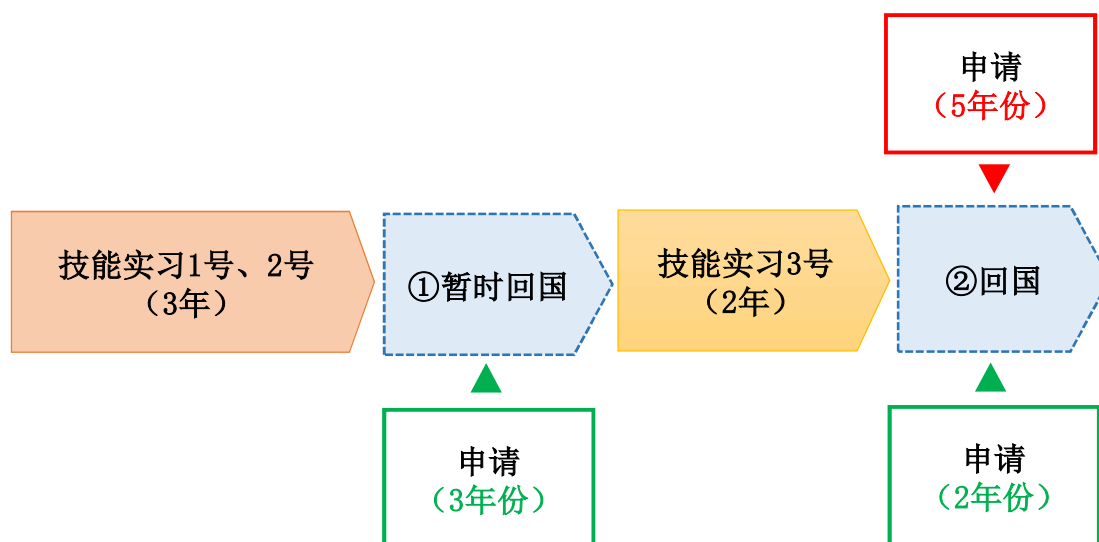 申请
（5年份）
技能实习1号、2号
（3年）
①暂时回国
技能实习3号
（2年）
②回国
申请
（3年份）
申请
（2年份）